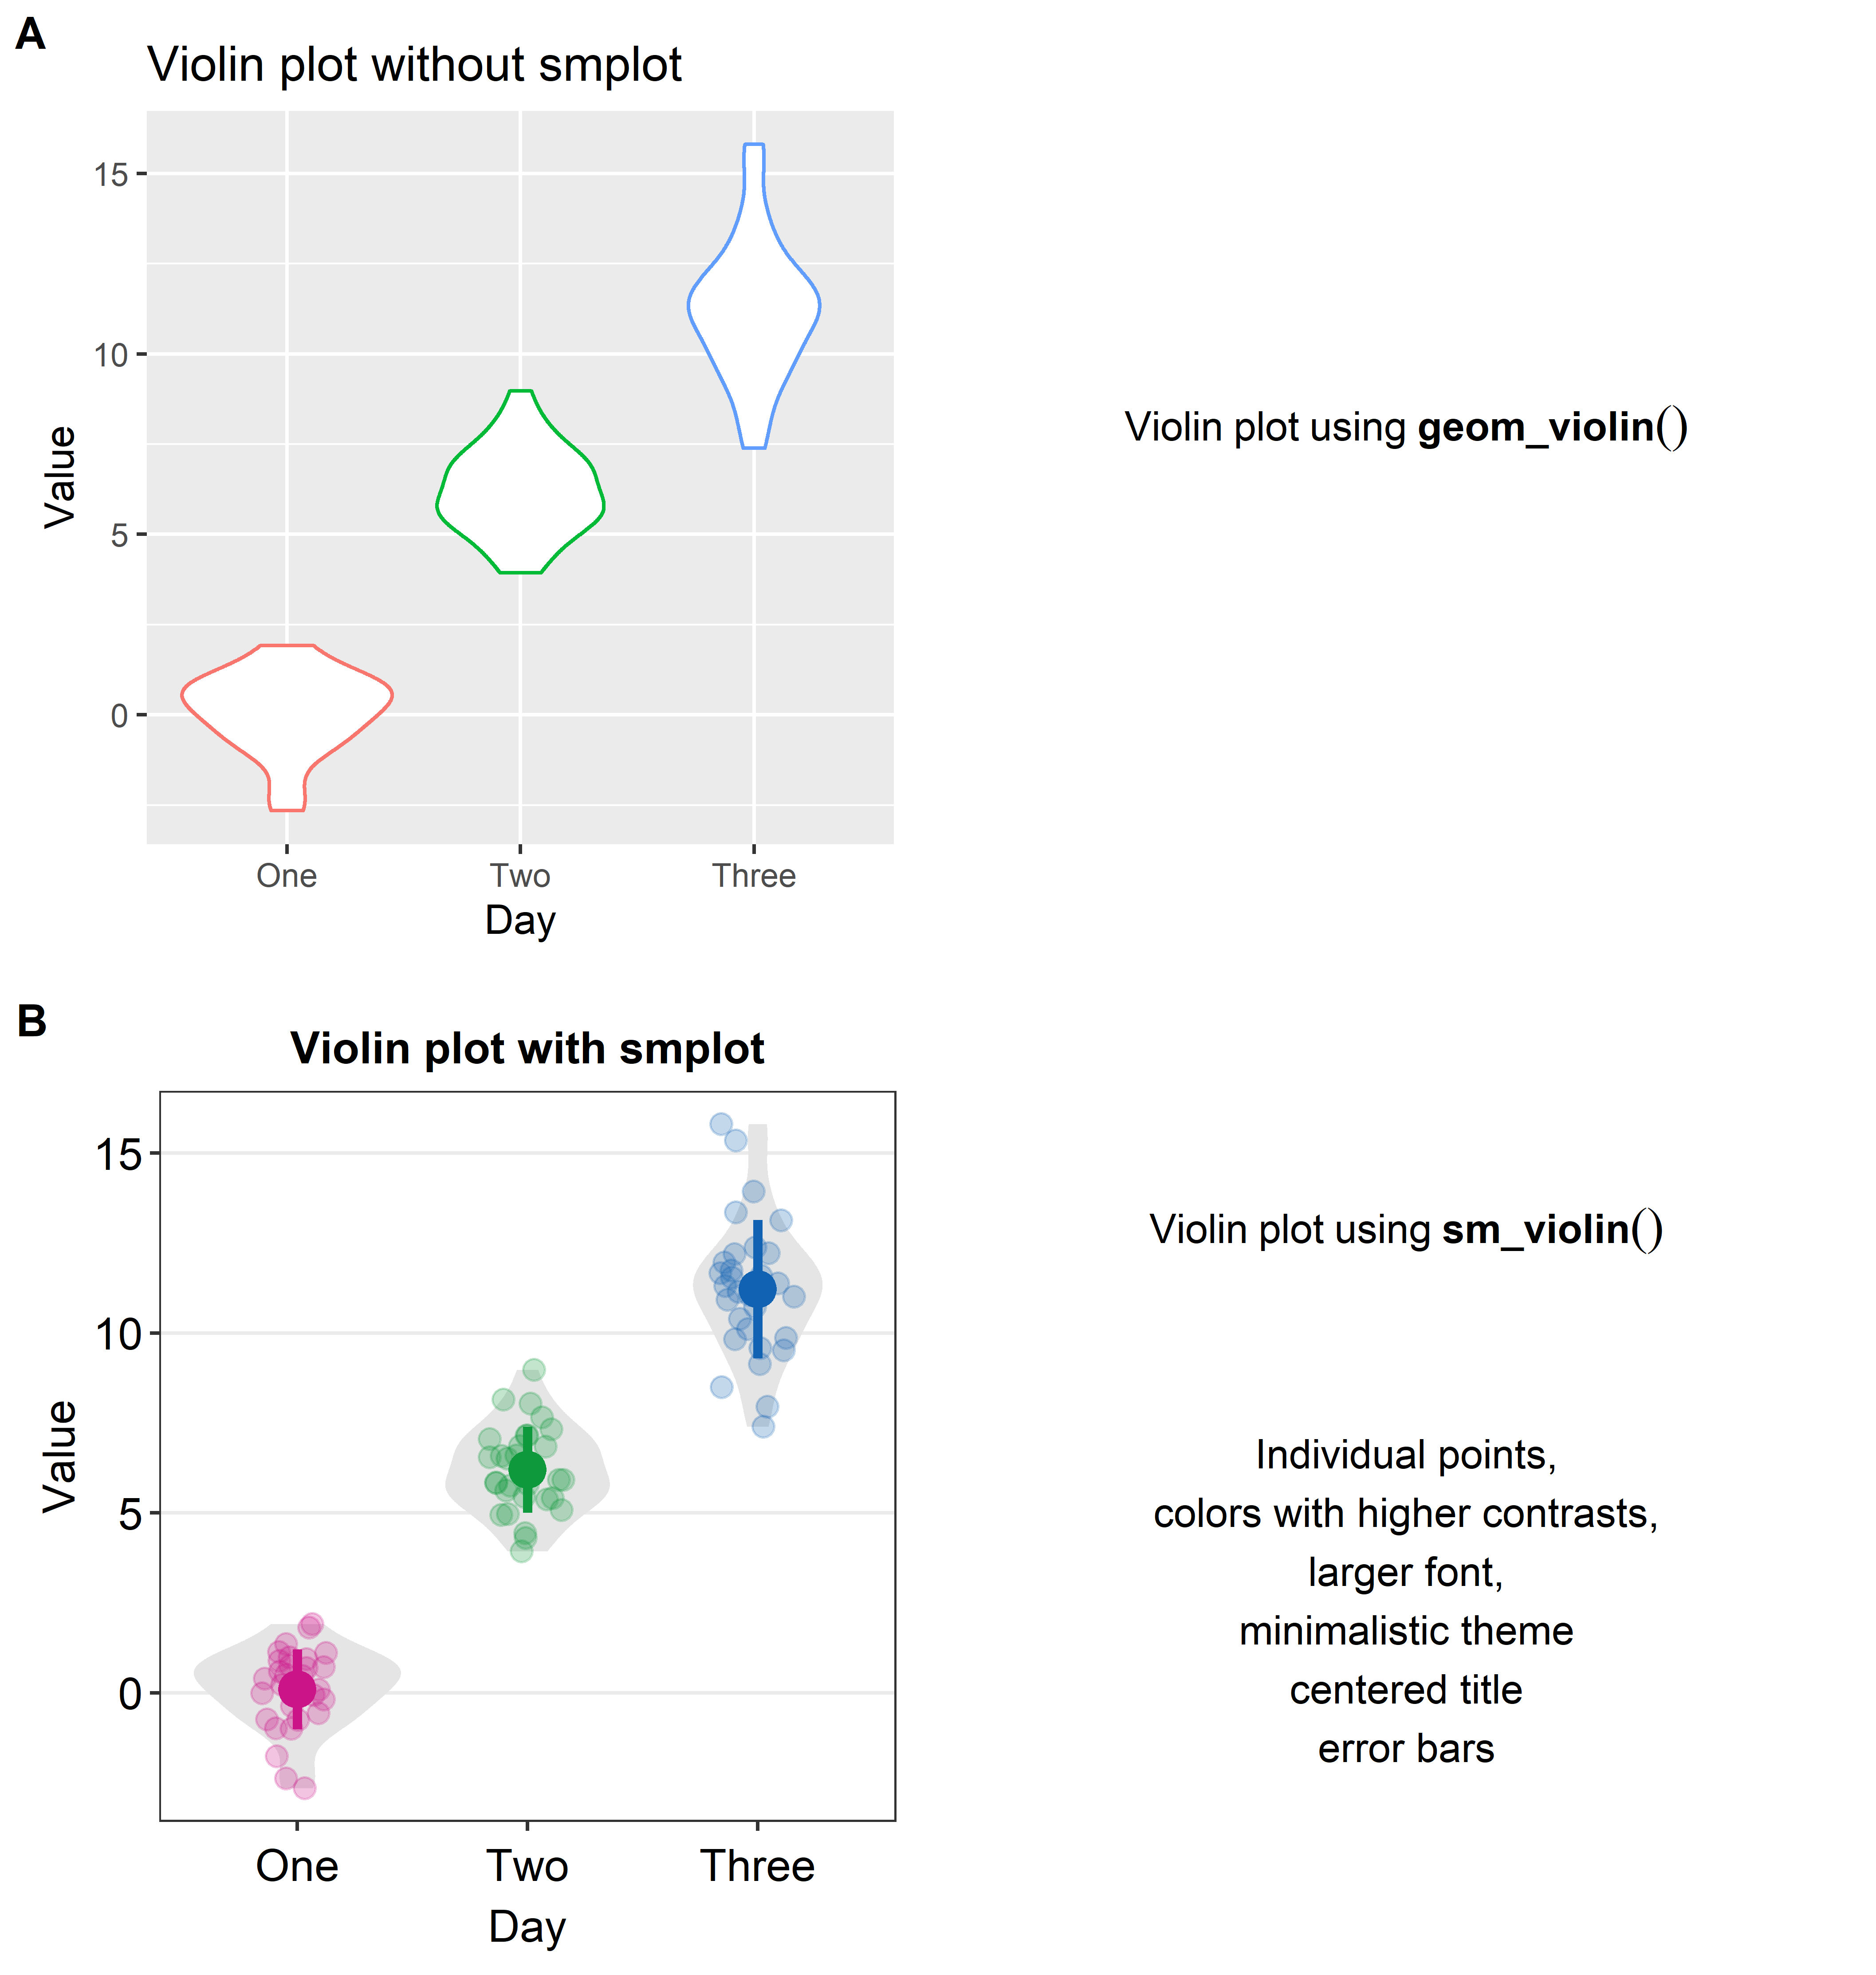 A
Violin plot without smplot
15
10
5
0
Value
One
Two
Three
Day
Violin plot using geom_violin()
B
Violin plot with smplot
15
10
5
0
Value
One
Two
Three
Day
Violin plot using sm_violin()
Individual points,
colors with higher contrasts,
larger font,
minimalistic theme
centered title
error bars